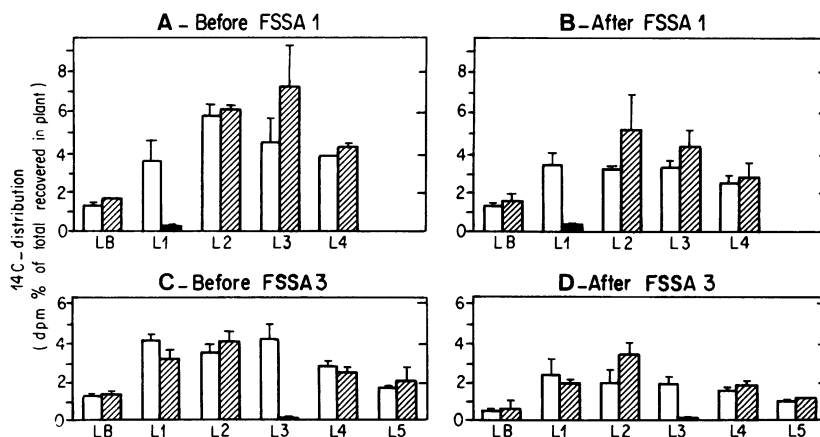 A – Before FSSA 1
B – After FSSA 1
14C – distribution
( dpm % of total recovered in plant )
8
6
4
2
0
LB L1 L2 L3 L4
8
6
4
2
0
LB L1 L2 L3 L4
C – Before FSSA 3
D – After FSSA 3
6
4
2
0
LB L1 L2 L3 L4 L5
6
4
2
0
LB L1 L2 L3 L4 L5